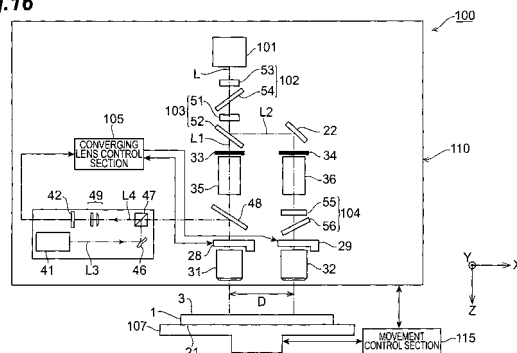 Fig.16
100
101
L
53
102
54
51
103
52
L2
22
105
L1
CONVERGING
LENS CONTROL
SECTION
33
34
110
35
36
42
49
L4
47
48
55
104
56
41
L3
46
28
29
31
32
Y
X
Z
D
3
1
107
21
MOVEMENT
CONTROL SECTION
115